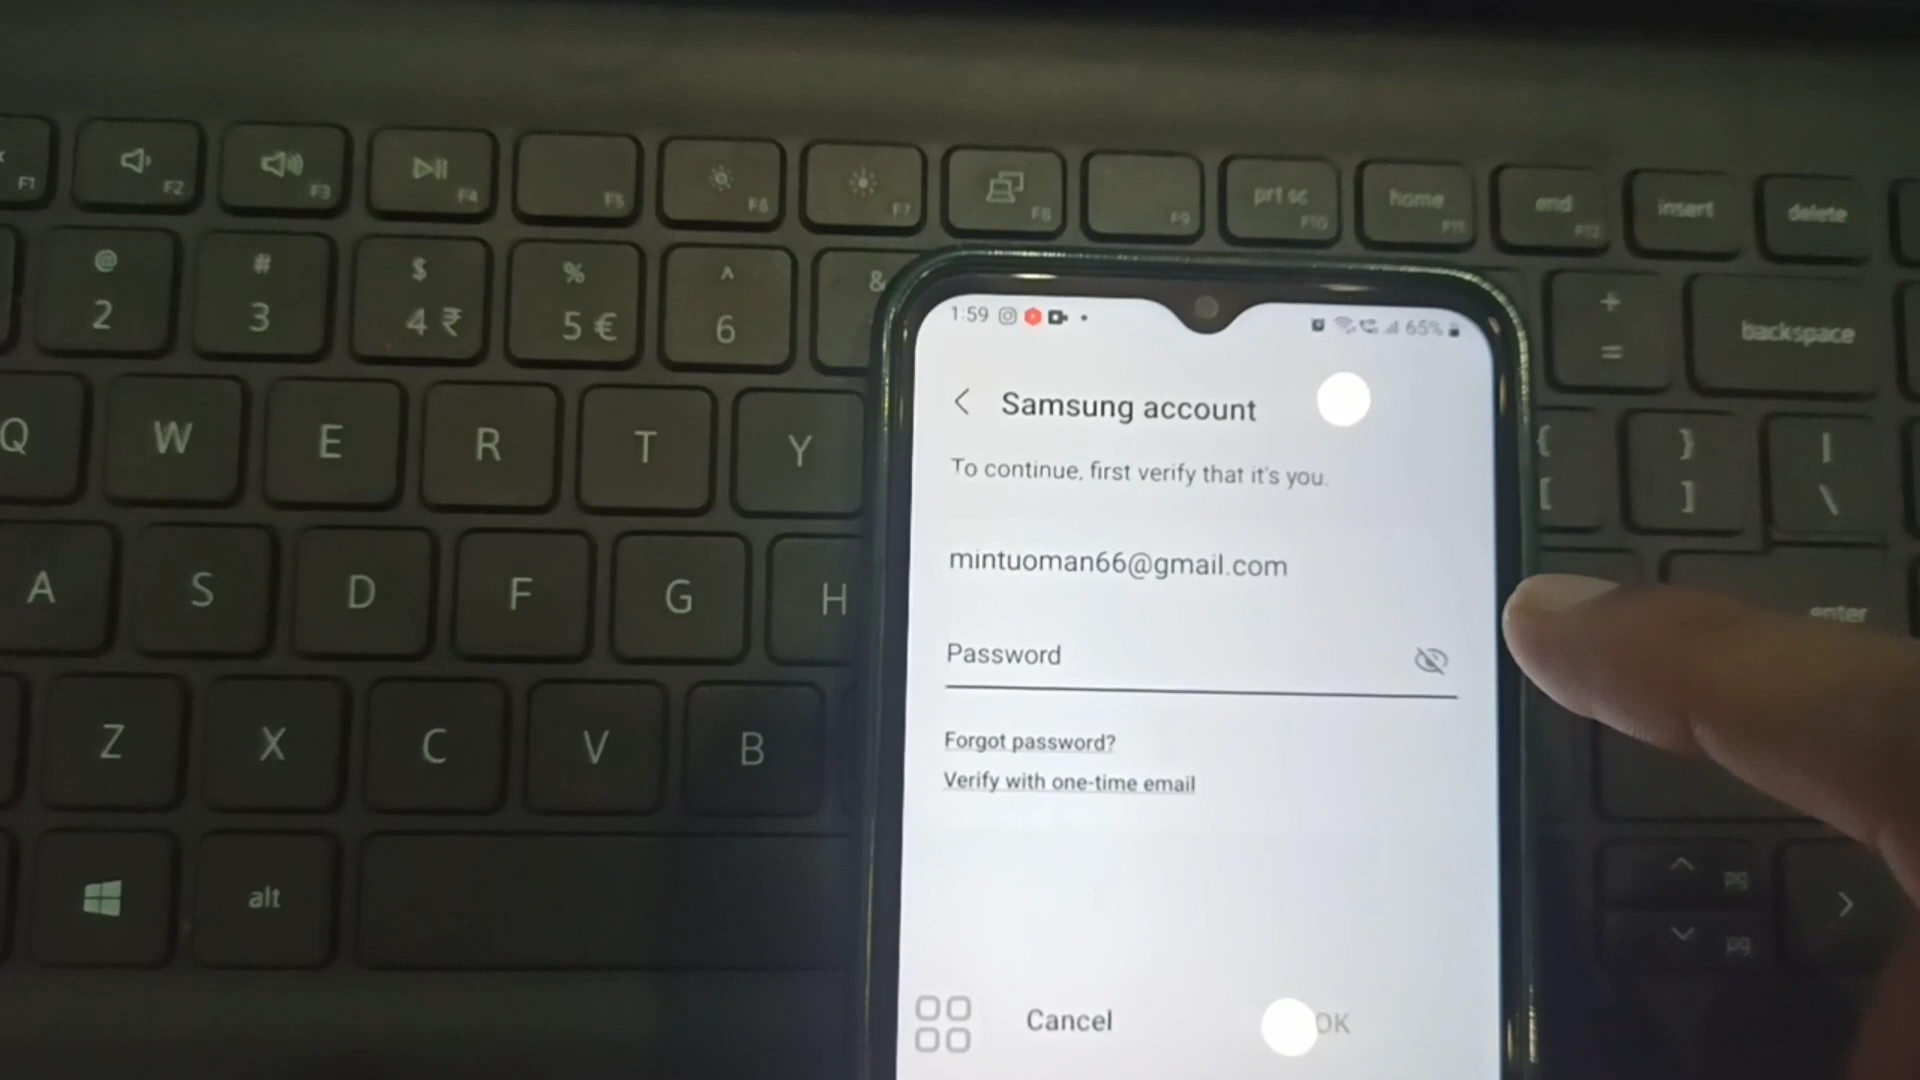 F1 F2 F3 F4 F5 F6 F7 F8 F9 prt sc F10 home F11 end F12 insert delete
@ 2 # 3 $ 4 ₹ % 5 € ^ 6 & + = backspace
Q W E R T Y { [ } ] | \
A S D F G H enter
Z X C V B
alt pg pg
1:59 65%
Samsung account
To continue, first verify that it's you.
mintuoman66@gmail.com
Password
Forgot password?
Verify with one-time email
Cancel OK